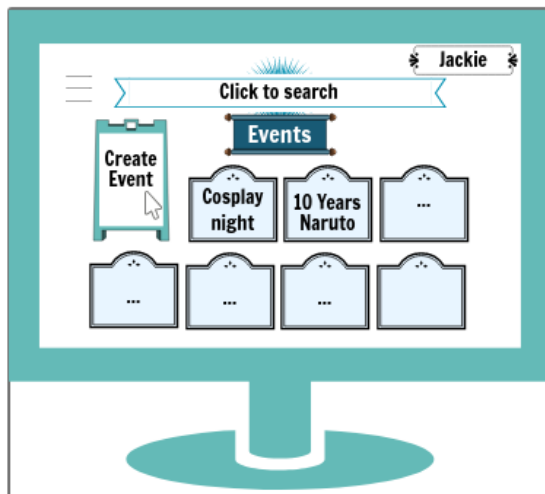 Jackie
Click to search
Events
Create
Event
Cosplay
night
10 Years
Naruto
...
...
...
...